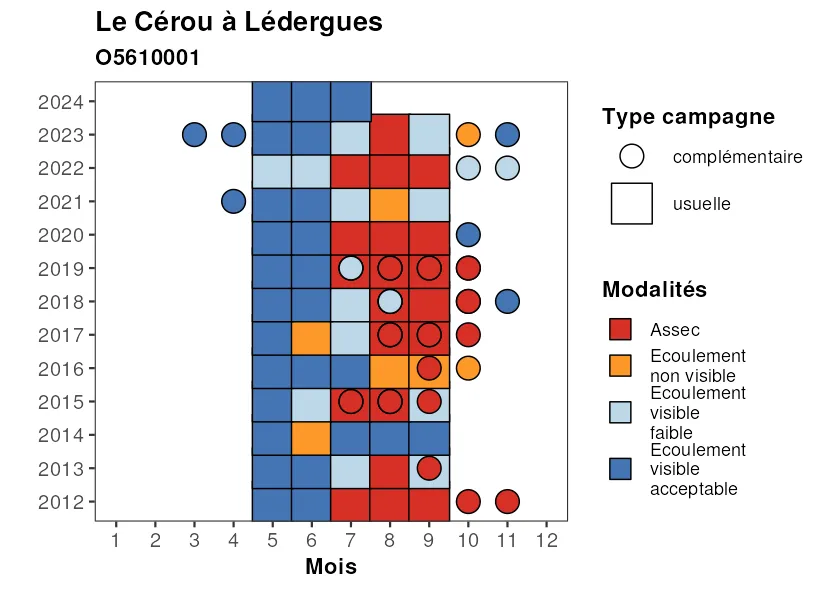 Le Cérou à Lédergues
O5610001
2024
2023
2022
2021
2020
2019
2018
2017
2016
2015
2014
2013
2012
1 2 3 4 5 6 7 8 9 10 11 12
Mois
Type campagne
complémentaire
usuelle
Modalités
Assec
Ecoulement
non visible
Ecoulement
visible
faible
Ecoulement
visible
acceptable